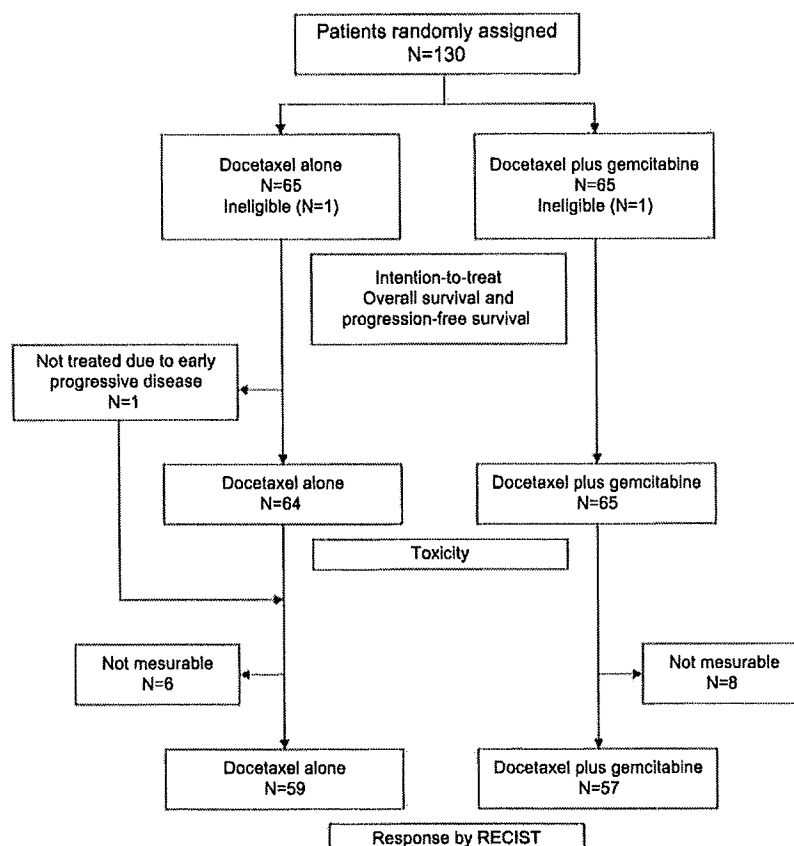 Patients randomly assigned
N=130
Docetaxel alone
N=65
Ineligible (N=1)
Docetaxel plus gemcitabine
N=65
Ineligible (N=1)
Intention-to-treat
Overall survival and
progression-free survival
Not treated due to early
progressive disease
N=1
Docetaxel alone
N=64
Docetaxel plus gemcitabine
N=65
Toxicity
Not mesurable
N=6
Not mesurable
N=8
Docetaxel alone
N=59
Docetaxel plus gemcitabine
N=57
Response by RECIST